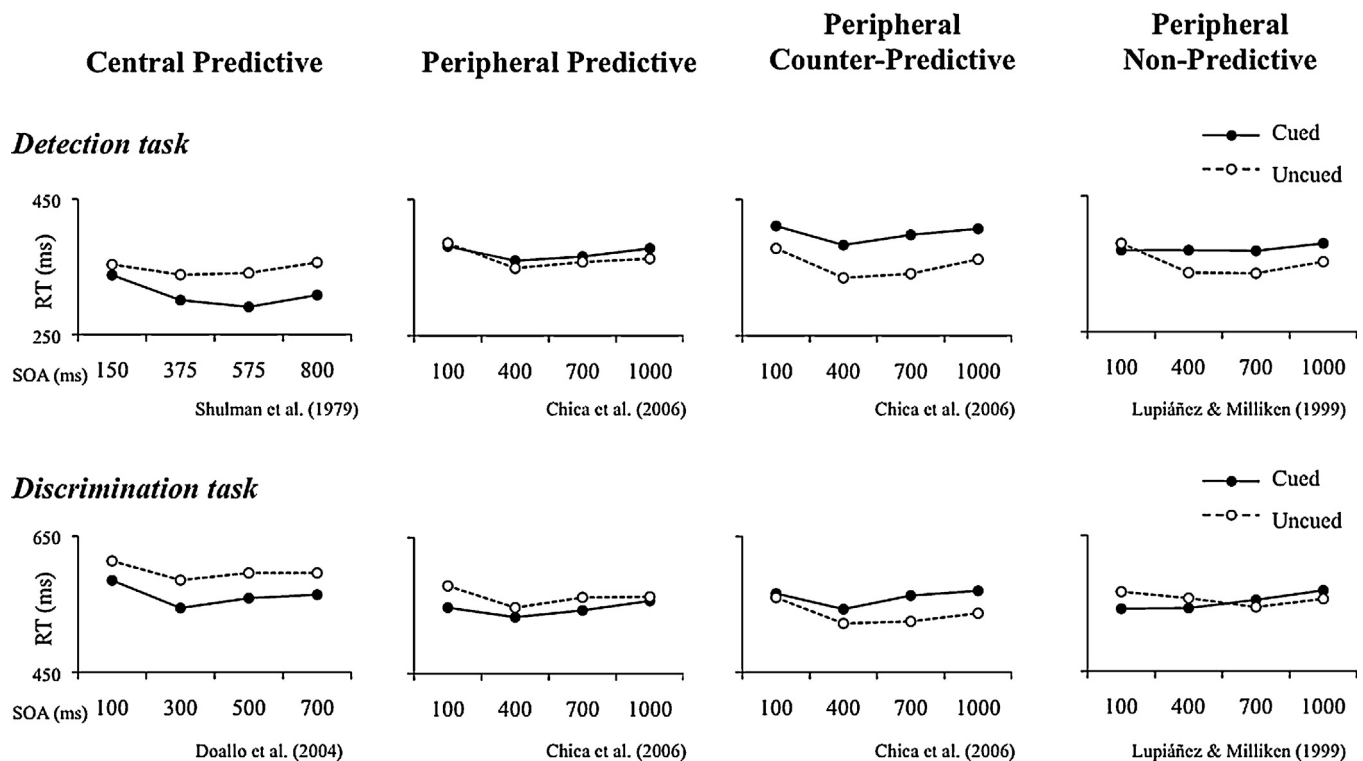 Central Predictive
Peripheral Predictive
Peripheral
Counter-Predictive
Peripheral
Non-Predictive
Detection task
Cued
Uncued
450
RT (ms)
250
SOA (ms) 150 375 575 800
100 400 700 1000
100 400 700 1000
100 400 700 1000
Shulman et al. (1979)
Chica et al. (2006)
Chica et al. (2006)
Lupiáñez & Milliken (1999)
Discrimination task
Cued
Uncued
650
RT (ms)
450
SOA (ms) 100 300 500 700
100 400 700 1000
100 400 700 1000
100 400 700 1000
Doallo et al. (2004)
Chica et al. (2006)
Chica et al. (2006)
Lupiáñez & Milliken (1999)